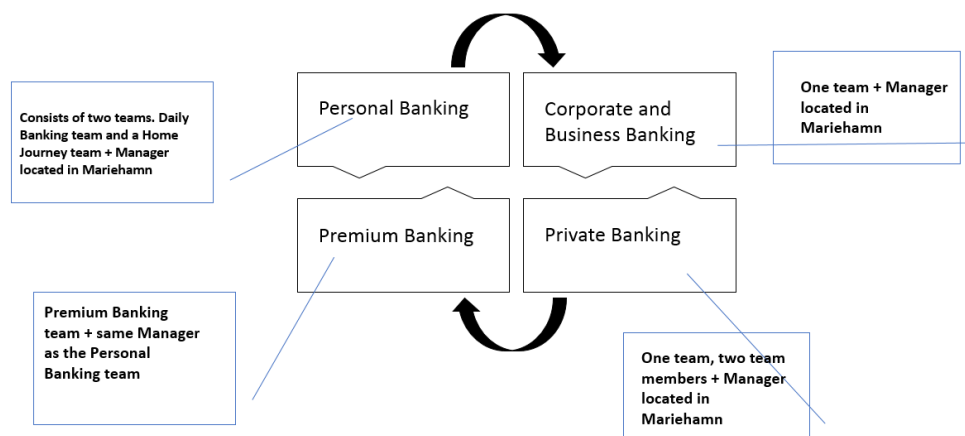 Consists of two teams. Daily
Banking team and a Home
Journey team + Manager
located in Mariehamn
Personal Banking
Corporate and
Business Banking
One team + Manager
located in
Mariehamn
Premium Banking
Private Banking
Premium Banking
team + same Manager
as the Personal
Banking team
One team, two team
members + Manager
located in
Mariehamn